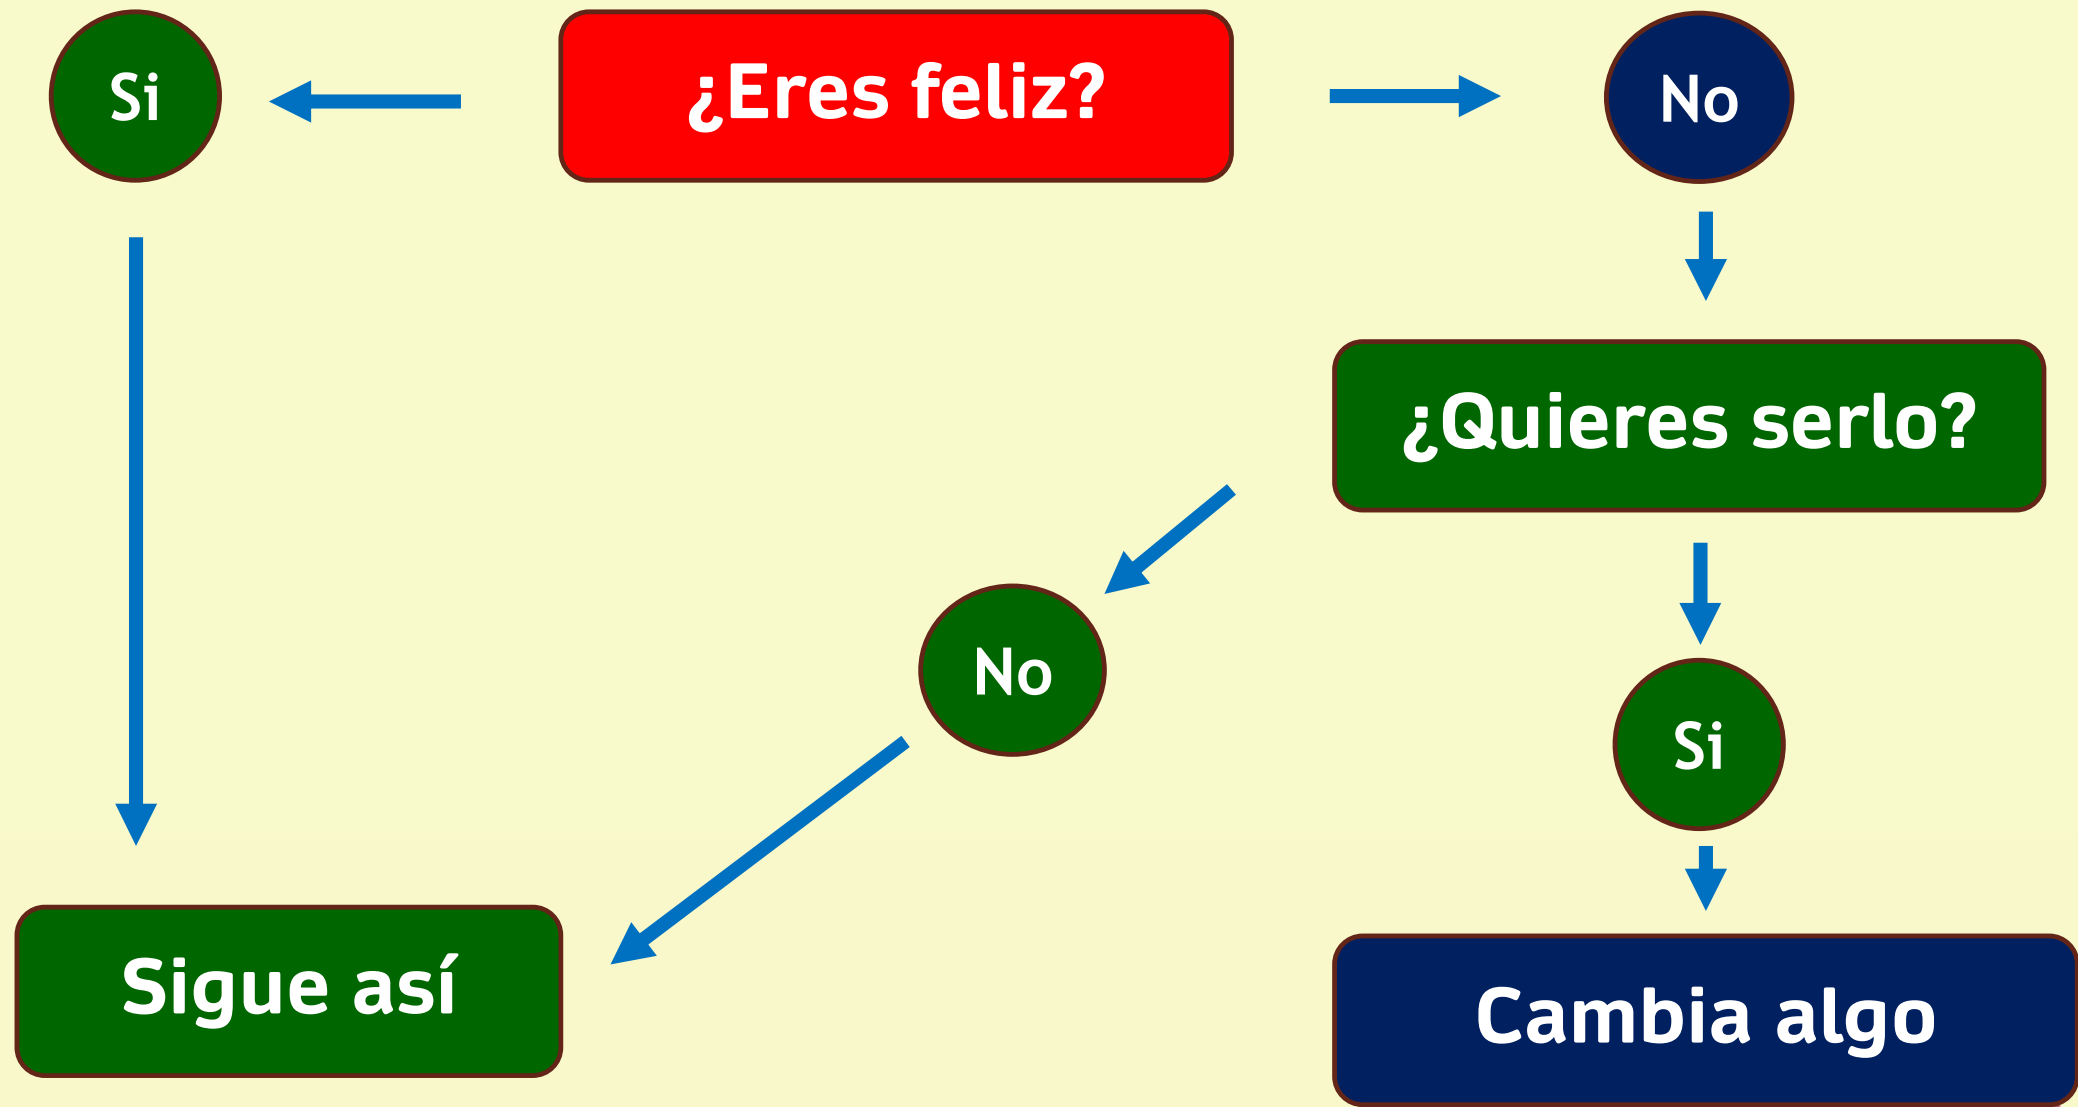 Si
¿Eres feliz?
No
¿Quieres serlo?
No
Si
Sigue así
Cambia algo